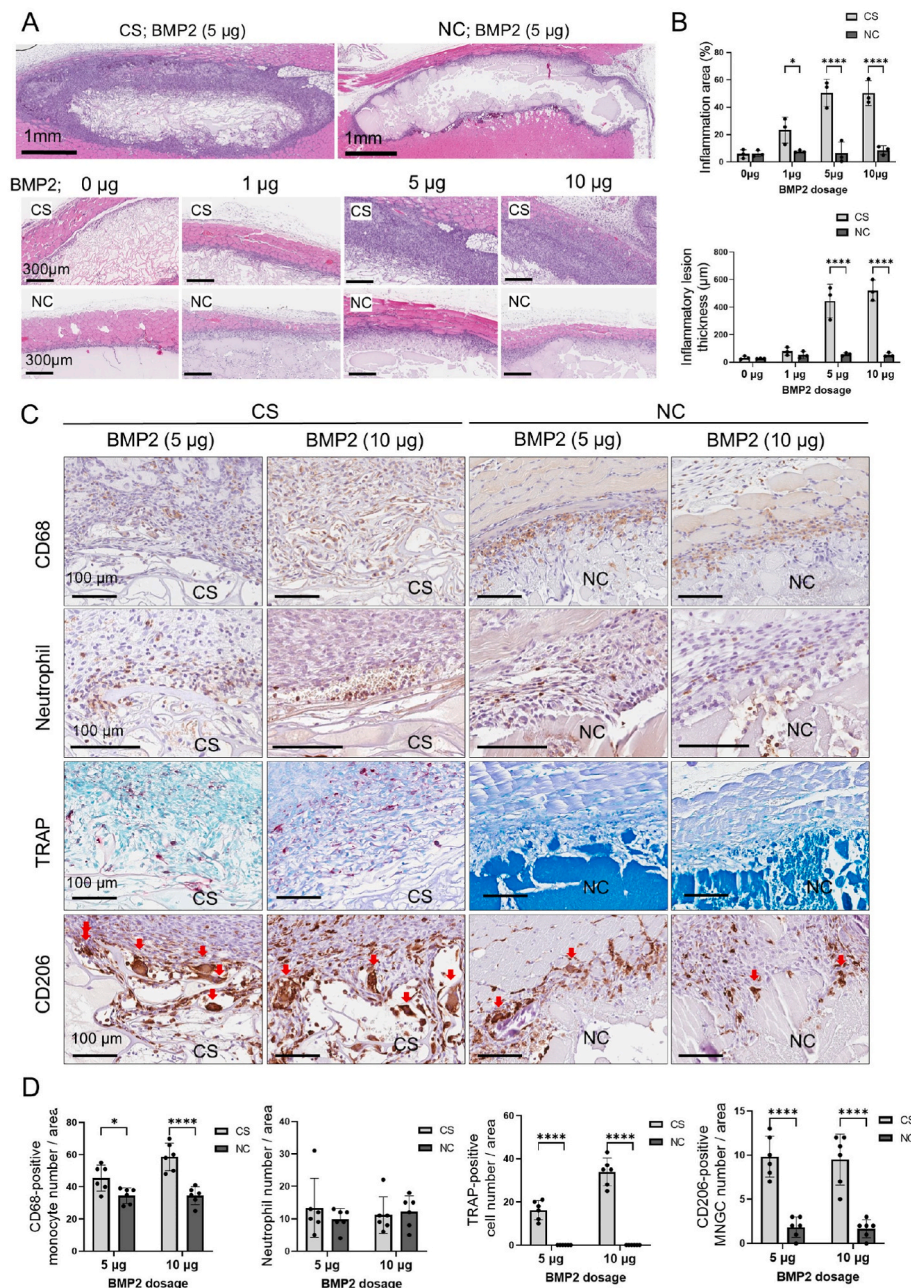 A
CS; BMP2 (5 µg)
NC; BMP2 (5 µg)
1mm
1mm
BMP2;
0 µg
1 µg
5 µg
10 µg
CS
CS
CS
CS
300µm
NC
NC
NC
NC
300µm
B
CS
NC
Inflammation area (%)
80
60
40
20
0
*
****
****
0µg
1µg
5µg
10µg
BMP2 dosage
CS
NC
Inflammatory lesion
thickness (µm)
800
600
400
200
0
****
****
0 µg
1 µg
5 µg
10 µg
BMP2 dosage
C
CS
NC
BMP2 (5 µg)
BMP2 (10 µg)
BMP2 (5 µg)
BMP2 (10 µg)
CD68
100 µm
CS
CS
NC
NC
Neutrophil
100 µm
CS
CS
NC
NC
TRAP
100 µm
CS
CS
NC
NC
CD206
100 µm
CS
CS
NC
NC
D
CD68-positive
monocyte number / area
80
60
40
20
0
*
****
CS
NC
5 µg
10 µg
BMP2 dosage
Neutrophil number / area
40
30
20
10
0
CS
NC
5 µg
10 µg
BMP2 dosage
TRAP-positive
cell number / area
60
40
20
0
****
****
CS
NC
5 µg
10 µg
BMP2 dosage
CD206-positive
MNGC number / area
15
10
5
0
****
****
CS
NC
5 µg
10 µg
BMP2 dosage